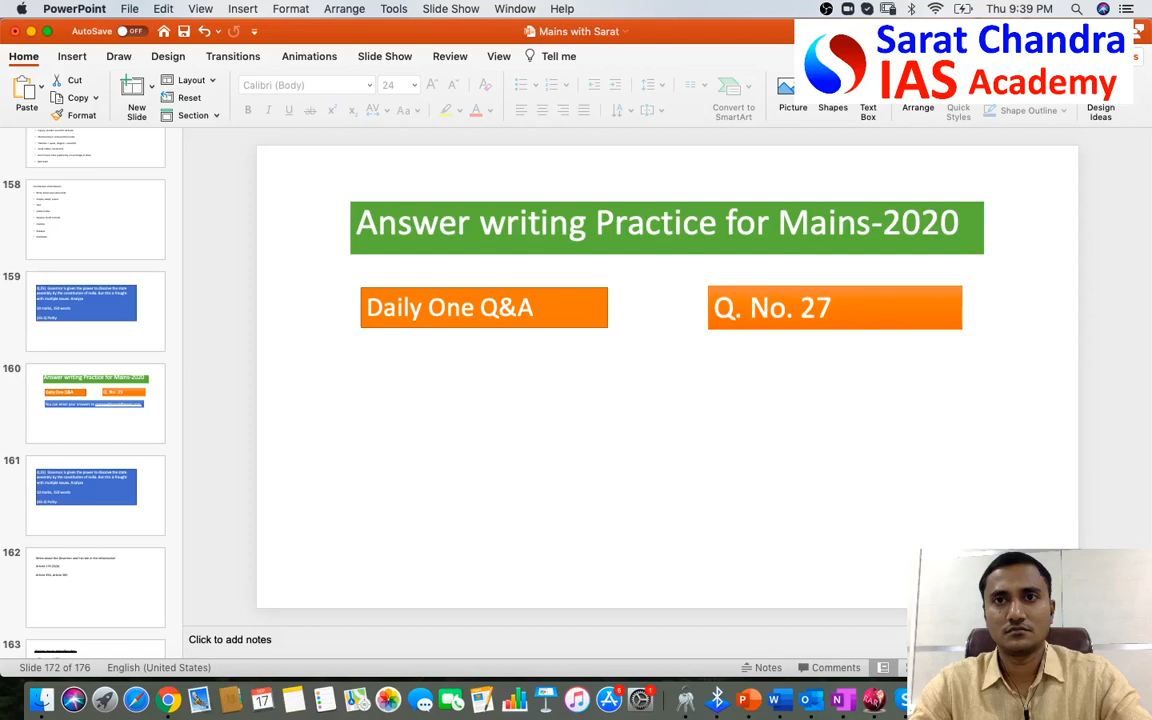 PowerPoint File Edit View Insert Format Arrange Tools Slide Show Window Help Thu 9:39 PM
AutoSave OFF Mains with Sarat
Home Insert Draw Design Transitions Animations Slide Show Review View Tell me
Sarat Chandra
IAS Academy
Paste Cut Copy Format
New Slide Layout Reset Section
Calibri (Body) 24
Convert to SmartArt
Picture Shapes Text Box Arrange Quick Styles Shape Outline Design Ideas
158
159
160
161
162
163
Answer writing Practice for Mains-2020
Daily One Q&A
Q. No. 27
Click to add notes
Slide 172 of 176 English (United States) Notes Comments
17